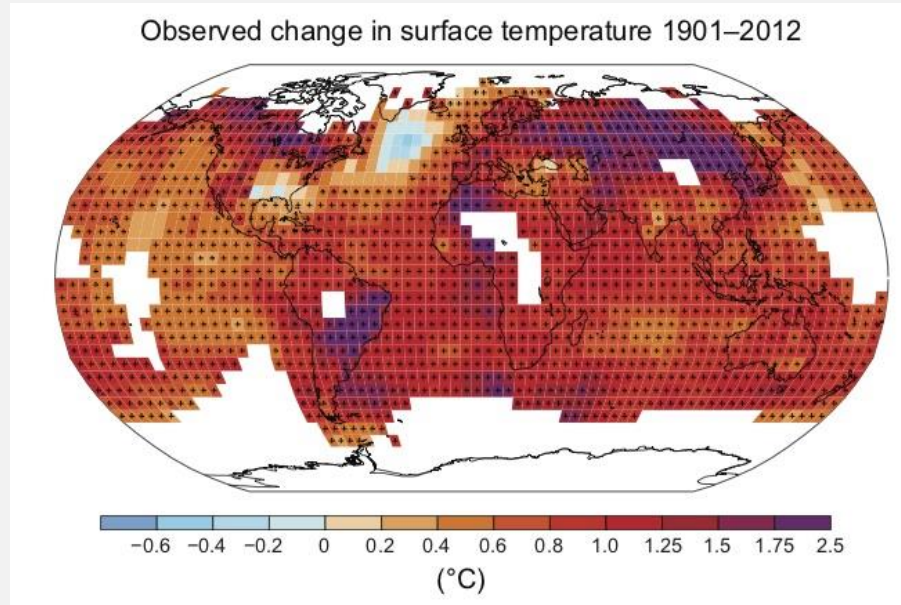 Observed change in surface temperature 1901–2012
−0.6 −0.4 −0.2 0 0.2 0.4 0.6 0.8 1.0 1.25 1.5 1.75 2.5
(°C)